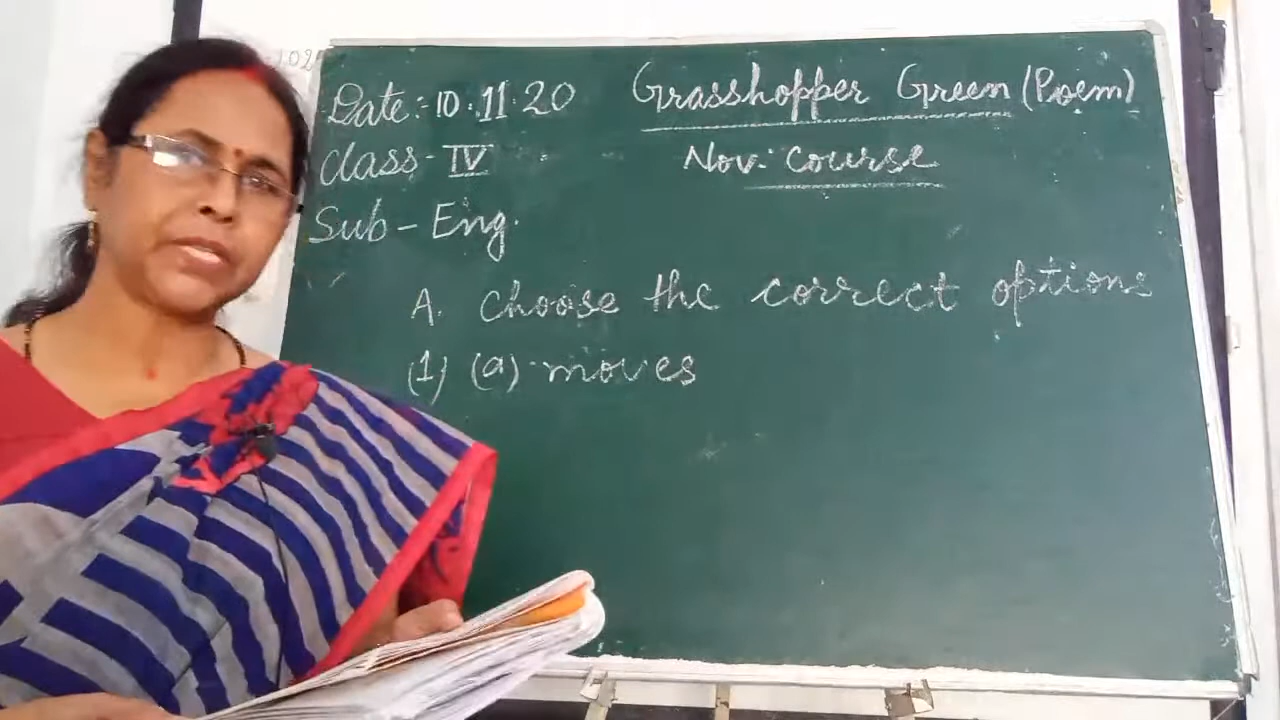 Date:- 10.11.20
Grasshopper Green (Poem)
Class - IV
Nov. course
Sub - Eng.
A. Choose the correct options
(1) (a) moves